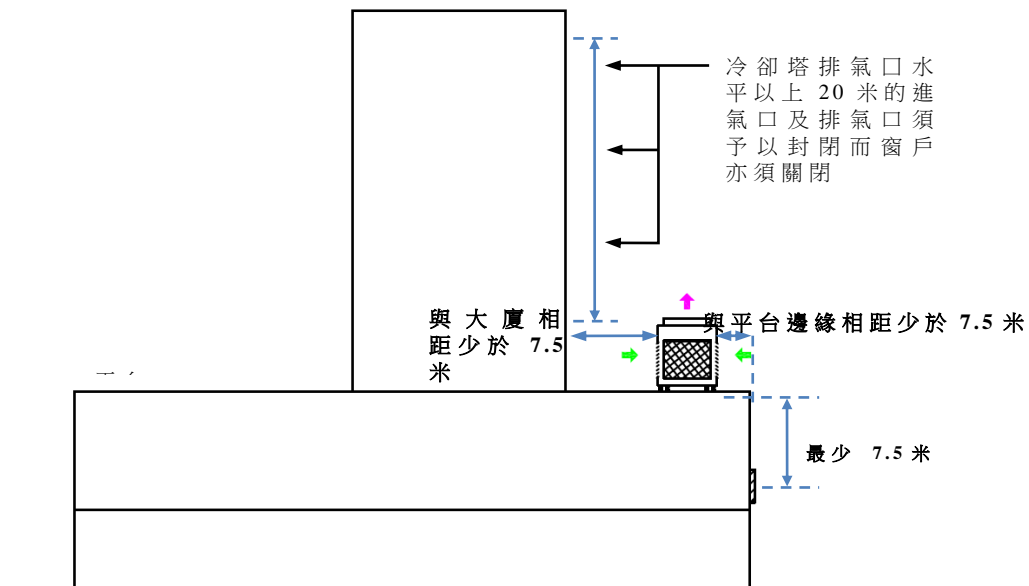 冷卻塔排氣口水
平以上 20 米的進
氣口及排氣口須
予以封閉而窗戶
亦須關閉
與大廈相
距少於 7.5
米
與平台邊緣相距少於 7.5 米
最少 7.5 米